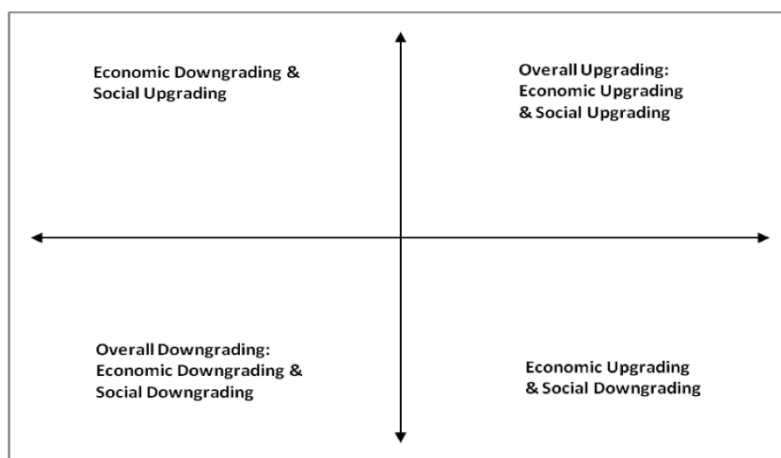 Economic Downgrading &
Social Upgrading
Overall Upgrading:
Economic Upgrading
& Social Upgrading
Overall Downgrading:
Economic Downgrading &
Social Downgrading
Economic Upgrading
& Social Downgrading